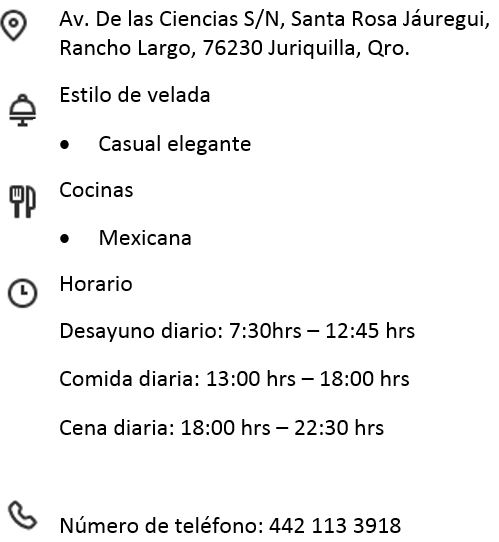 Av. De las Ciencias S/N, Santa Rosa Jáuregui,
Rancho Largo, 76230 Juriquilla, Qro.
Estilo de velada
• Casual elegante
Cocinas
• Mexicana
Horario
Desayuno diario: 7:30hrs – 12:45 hrs
Comida diaria: 13:00 hrs – 18:00 hrs
Cena diaria: 18:00 hrs – 22:30 hrs
Número de teléfono: 442 113 3918